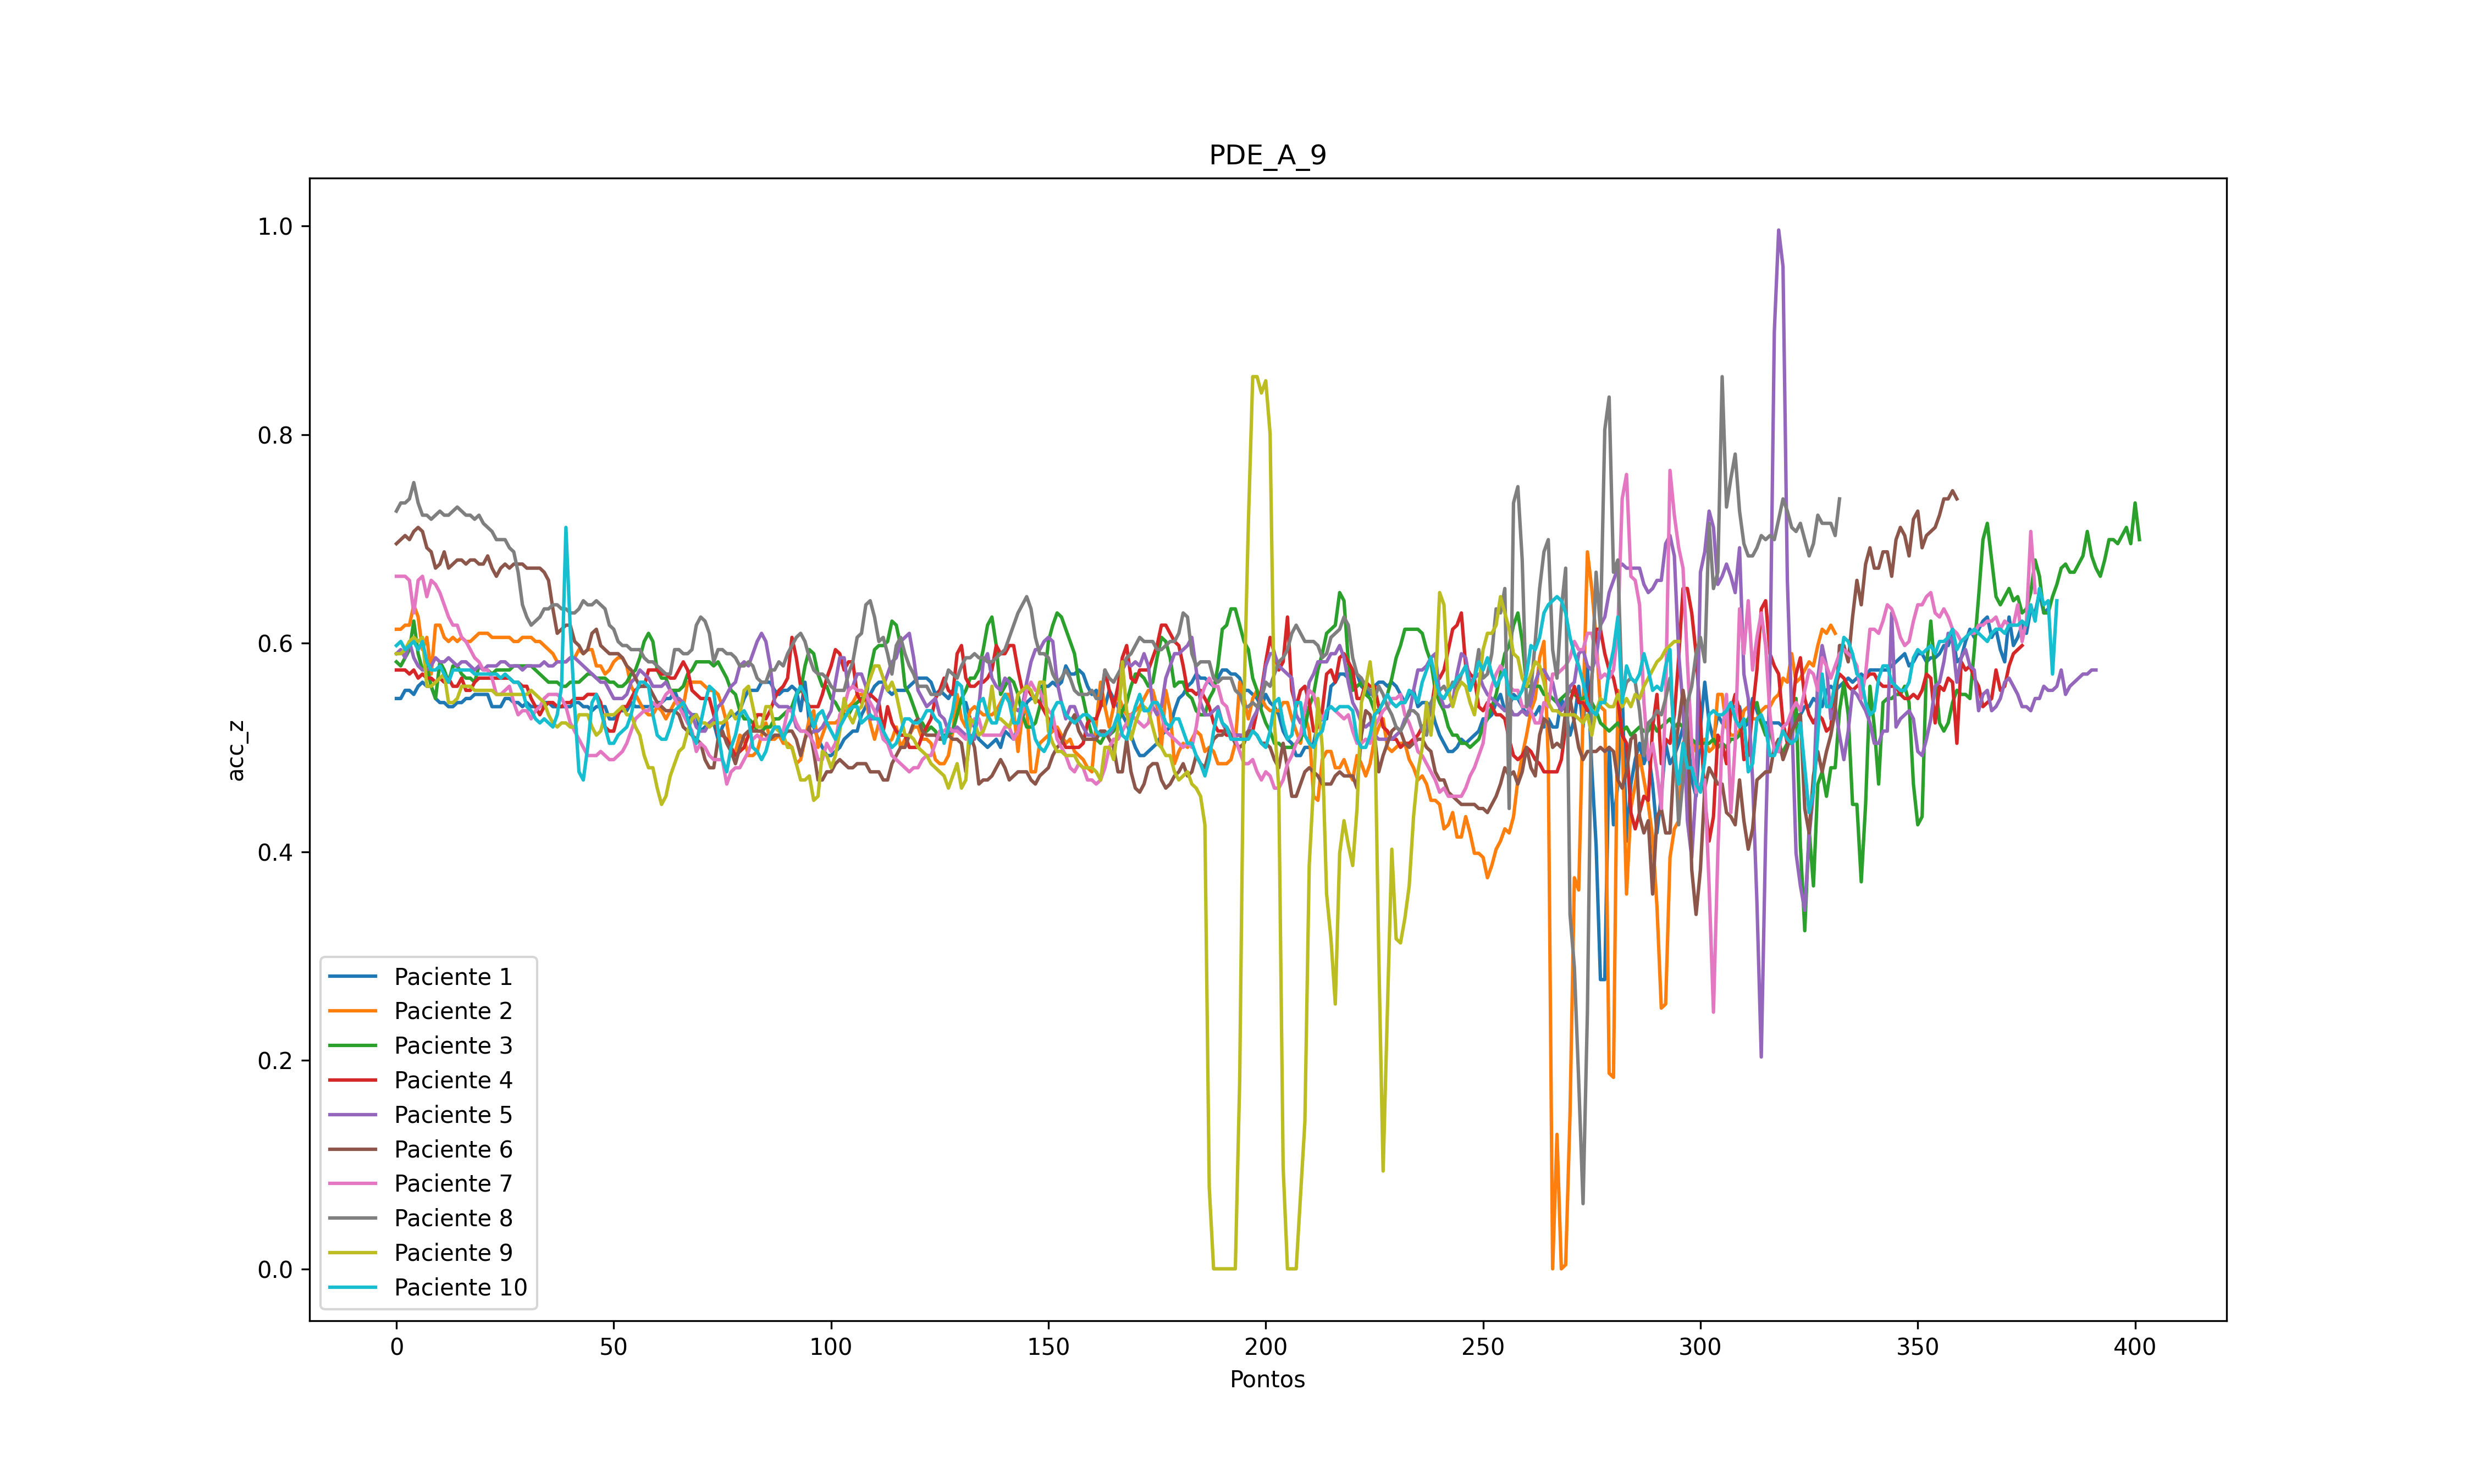 PDE_A_9
acc_z
1.0
0.8
0.6
0.4
0.2
0.0
Paciente 1
Paciente 2
Paciente 3
Paciente 4
Paciente 5
Paciente 6
Paciente 7
Paciente 8
Paciente 9
Paciente 10
0 50 100 150 200 250 300 350 400
Pontos